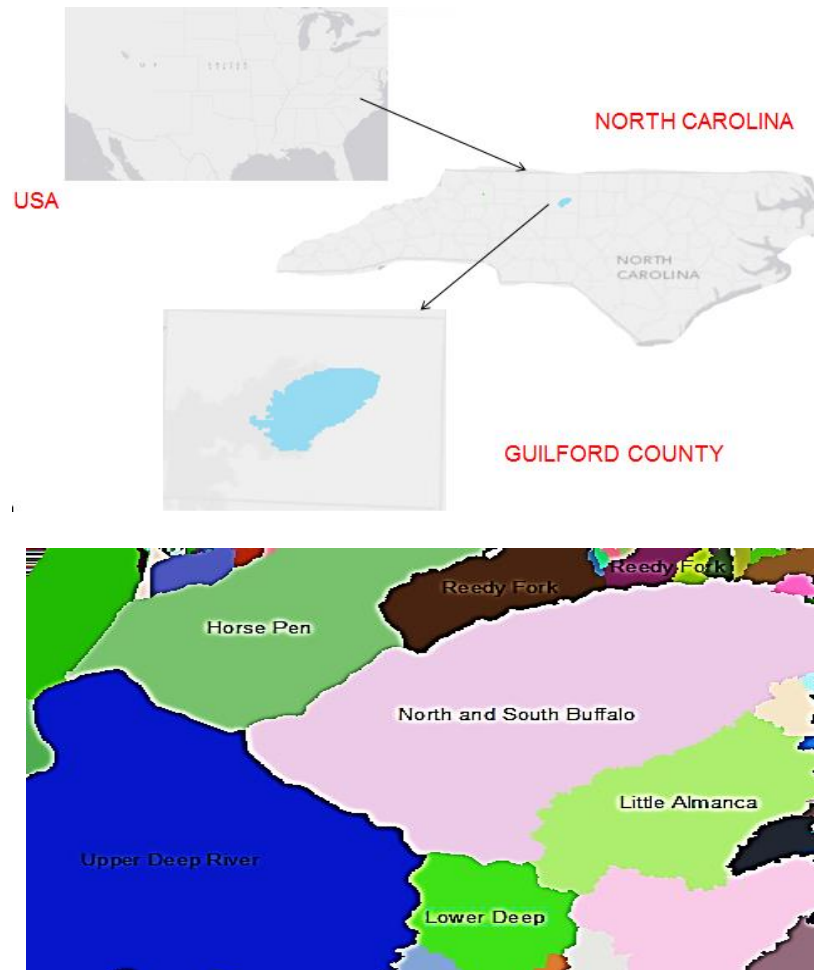 NORTH CAROLINA
USA
NORTH
CAROLINA
GUILFORD COUNTY
Reedy Fork
Reedy Fork
Horse Pen
North and South Buffalo
Little Almanca
Upper Deep River
Lower Deep